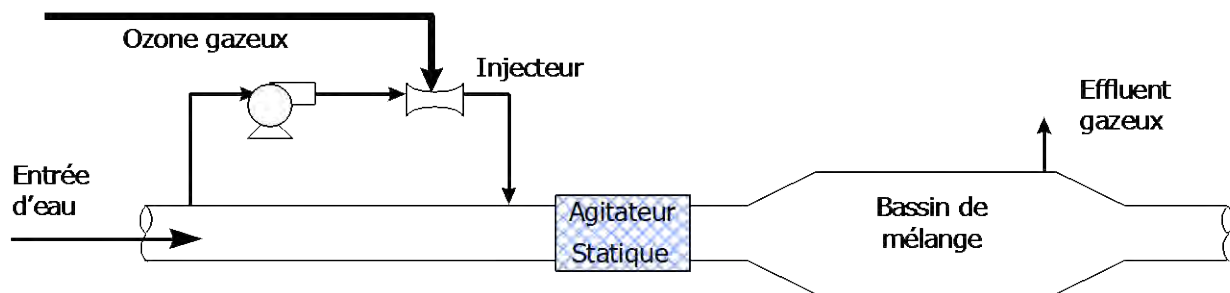 Ozone gazeux
Injecteur
Effluent
gazeux
Entrée
d'eau
Agitateur
Statique
Bassin de
mélange